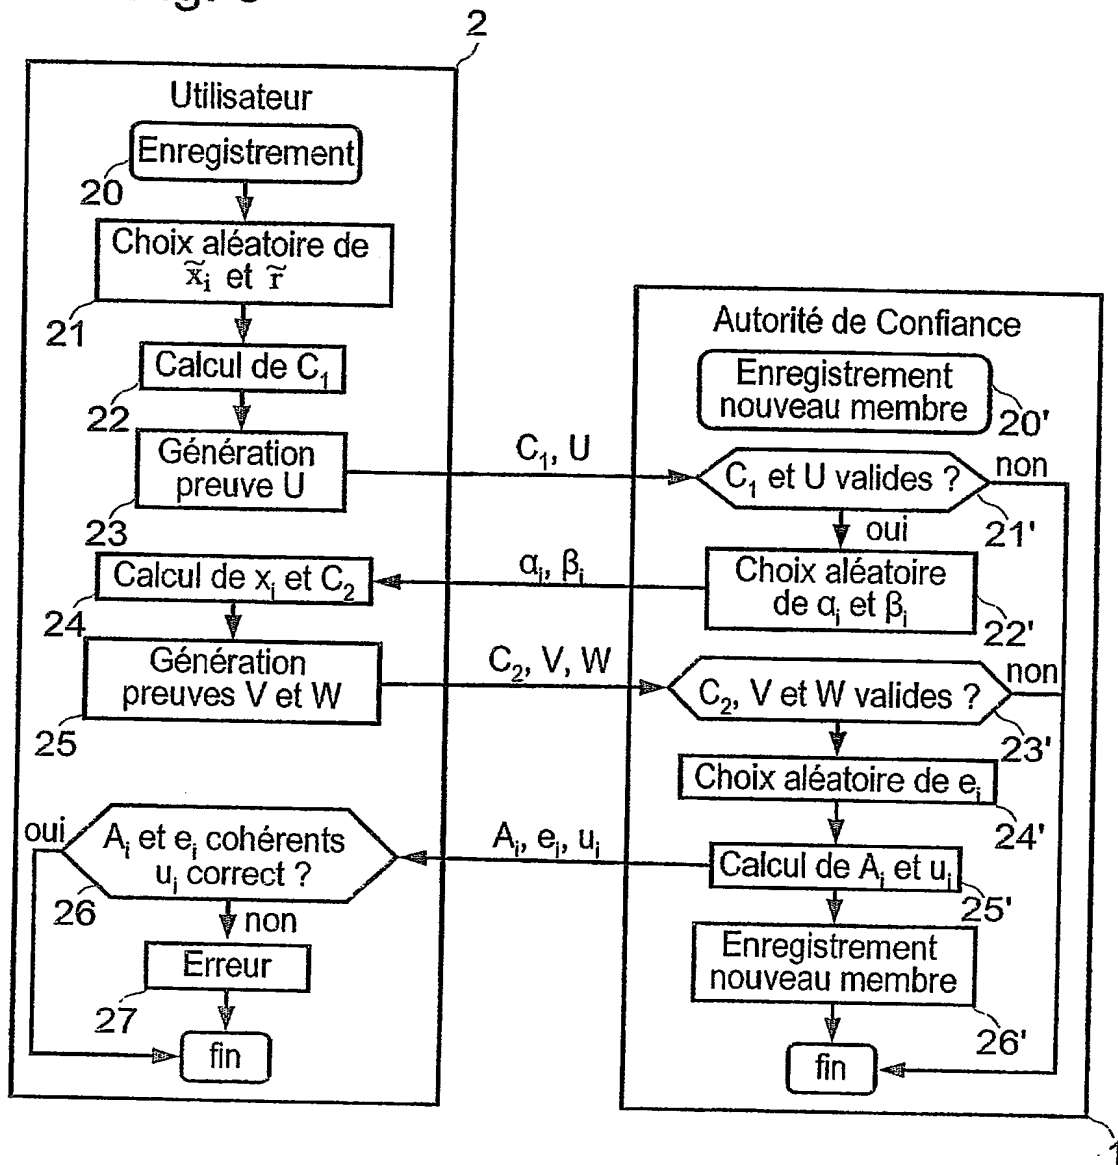 2
Utilisateur
Enregistrement
20
Choix aléatoire de
x̃i et r̃
21
Calcul de C1
22
Génération
preuve U
23
C1, U
Autorité de Confiance
Enregistrement
nouveau membre
20'
C1 et U valides ?
non
21'
oui
Choix aléatoire
de αi et βi
22'
αi, βi
Calcul de xi et C2
24
Génération
preuves V et W
25
C2, V, W
C2, V et W valides ?
non
23'
Choix aléatoire de ei
24'
Calcul de Ai et ui
25'
Ai, ei, ui
oui
Ai et ei cohérents
ui correct ?
26
non
Erreur
27
fin
Enregistrement
nouveau membre
26'
fin
1